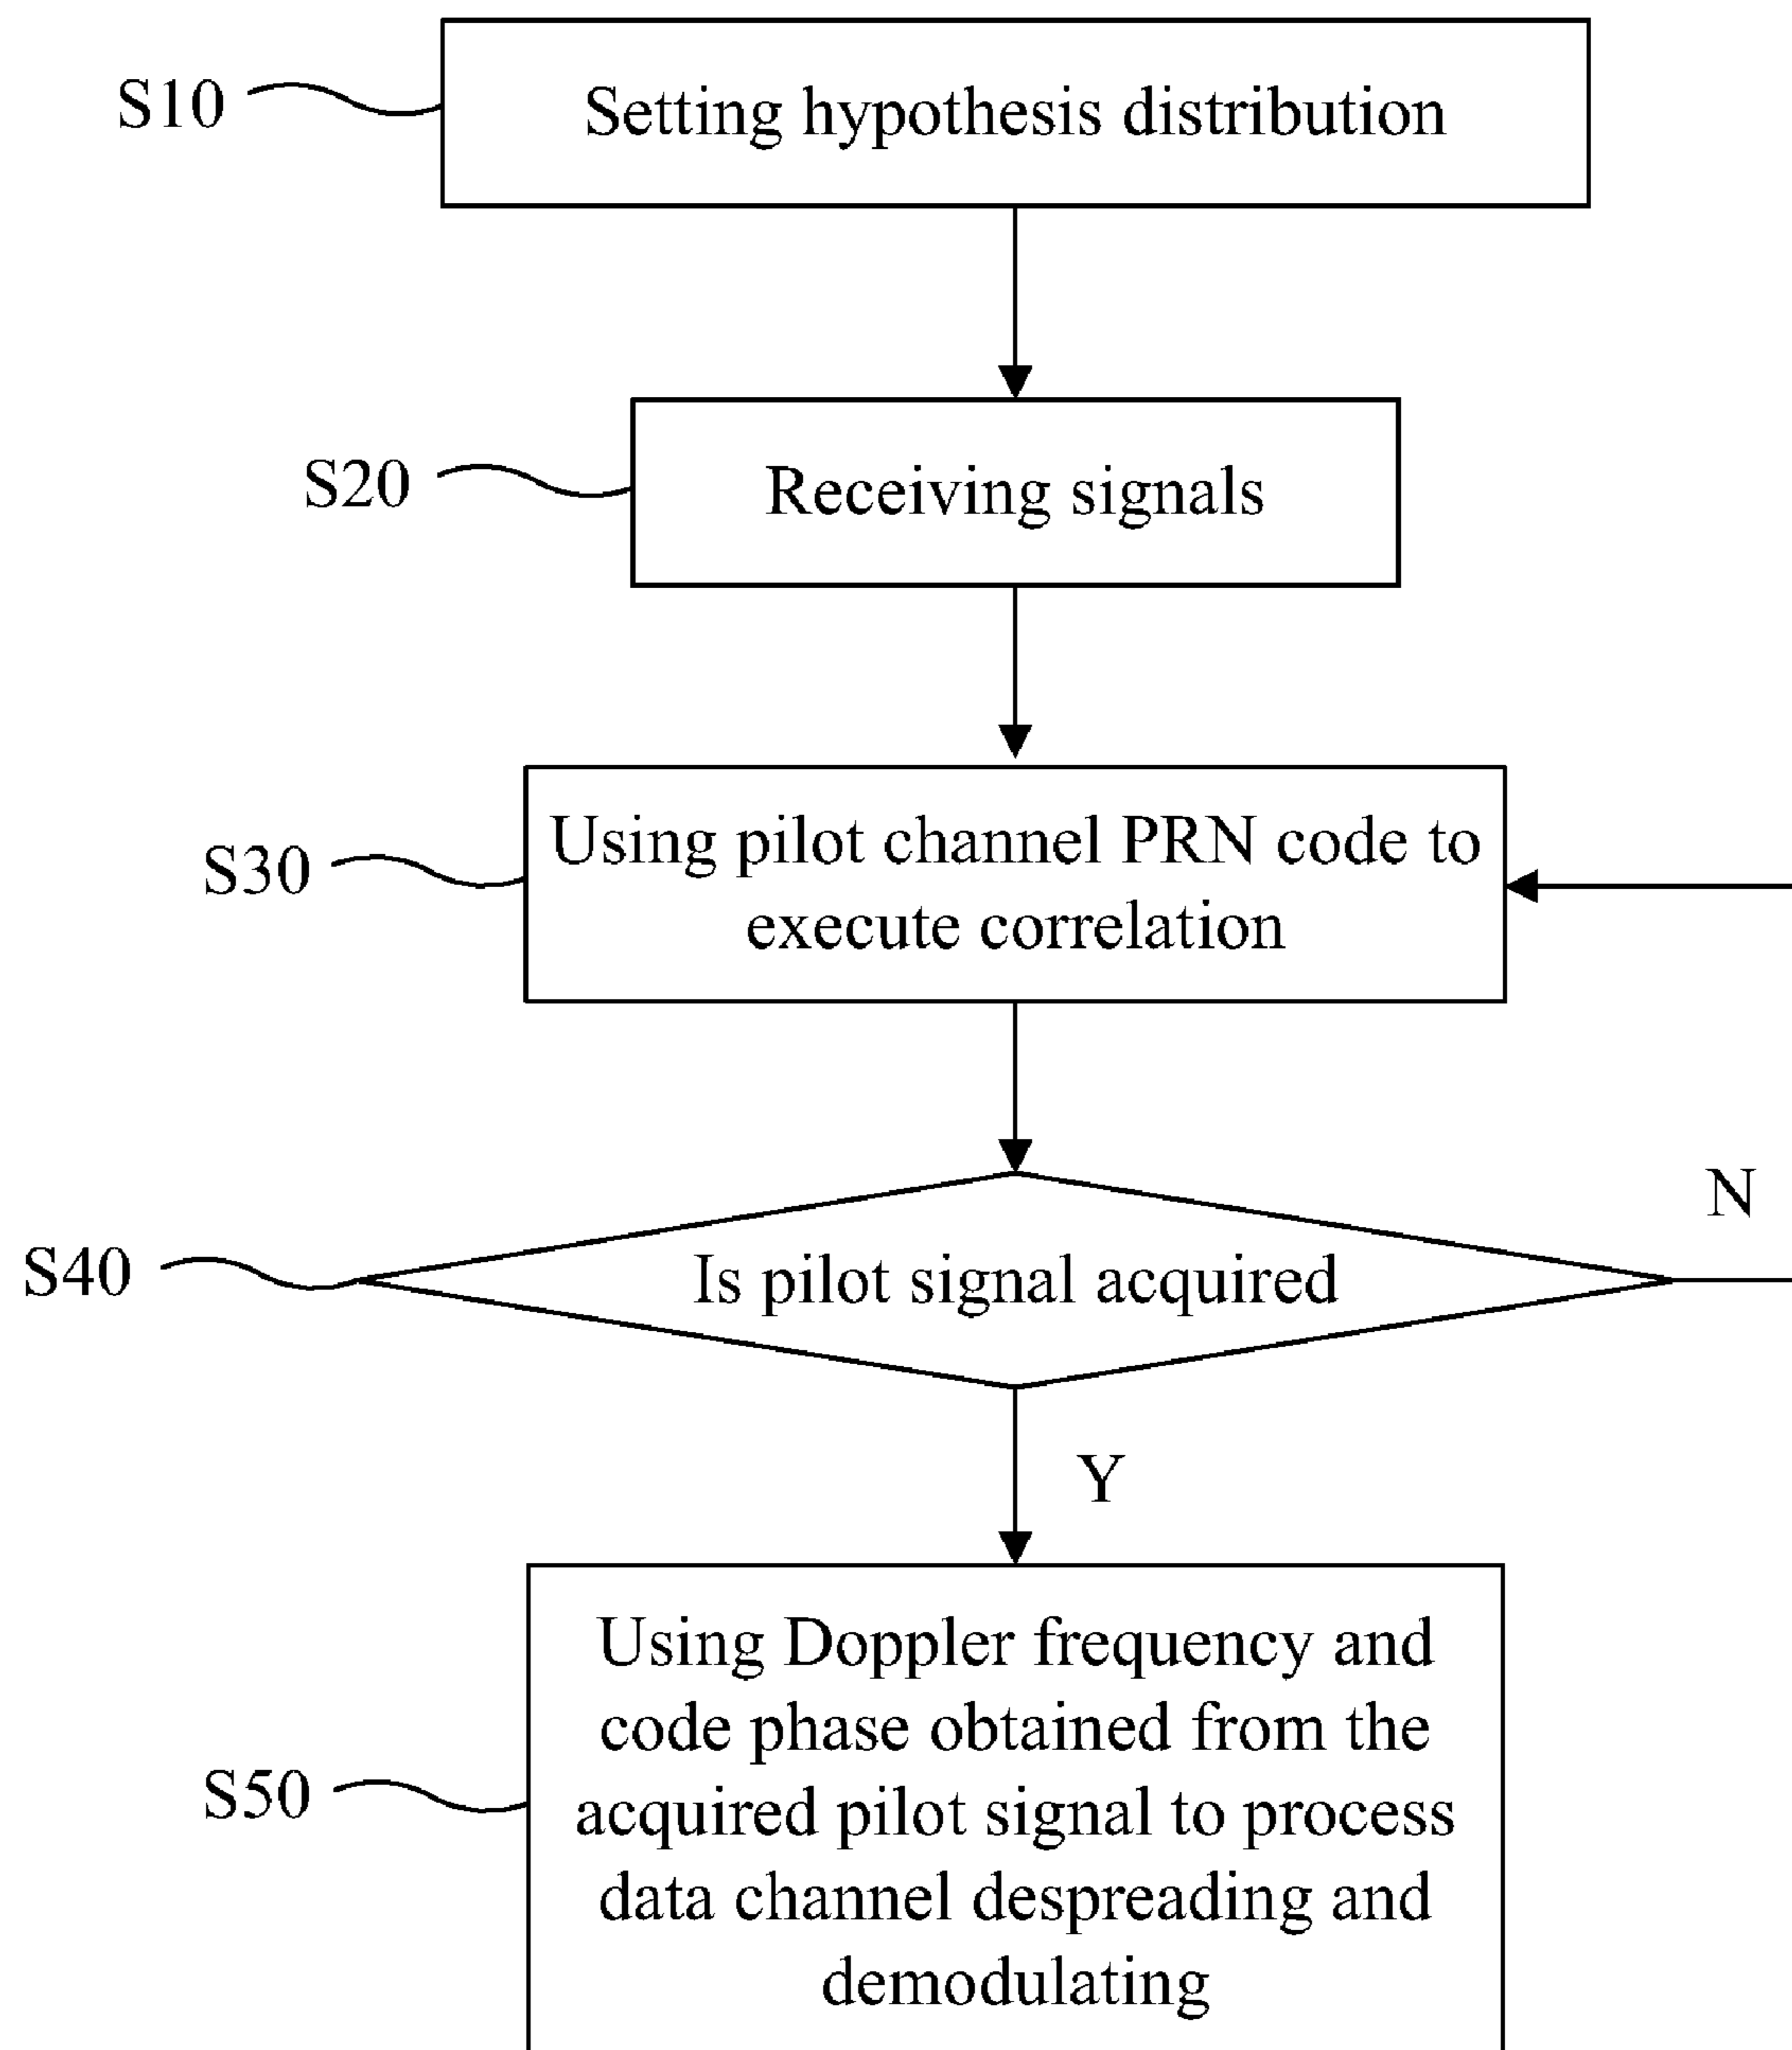 S10
Setting hypothesis distribution
S20
Receiving signals
S30
Using pilot channel PRN code to
execute correlation
N
S40
Is pilot signal acquired
Y
S50
Using Doppler frequency and
code phase obtained from the
acquired pilot signal to process
data channel despreading and
demodulating